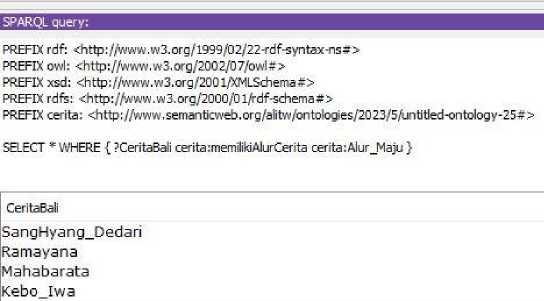 SPARQL query:
PREFIX rdf: <http://www.w3.org/1999/02/22-rdf-syntax-ns#>
PREFIX owl: <http://www.w3.org/2002/07/owl#>
PREFIX xsd: <http://www.w3.org/2001/XMLSchema#>
PREFIX rdfs: <http://www.w3.org/2000/01/rdf-schema#>
PREFIX cerita: <http://www.semanticweb.org/alitw/ontologies/2023/5/untitled-ontology-25#>
SELECT * WHERE { ?CeritaBali cerita:memilikiAlurCerita cerita:Alur_Maju }
CeritaBali
SangHyang_Dedari
Ramayana
Mahabarata
Kebo_Iwa